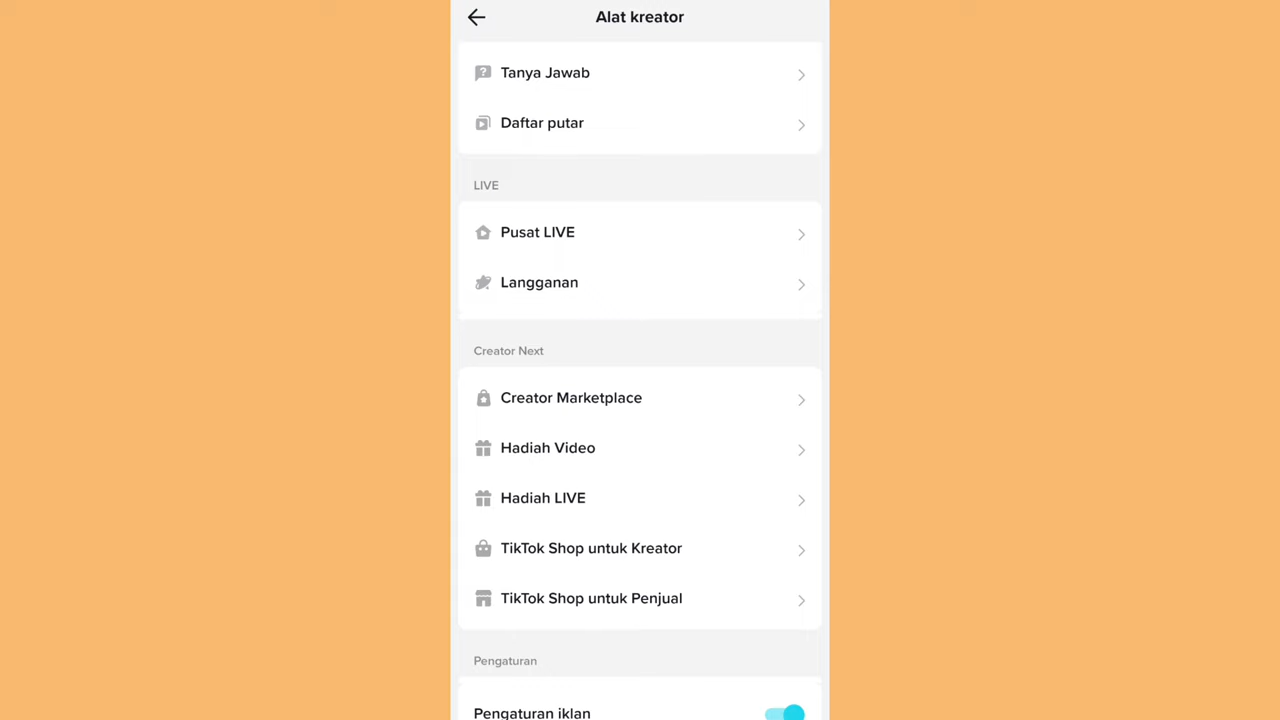 Alat kreator
Tanya Jawab
Daftar putar
LIVE
Pusat LIVE
Langganan
Creator Next
Creator Marketplace
Hadiah Video
Hadiah LIVE
TikTok Shop untuk Kreator
TikTok Shop untuk Penjual
Pengaturan
Pengaturan iklan